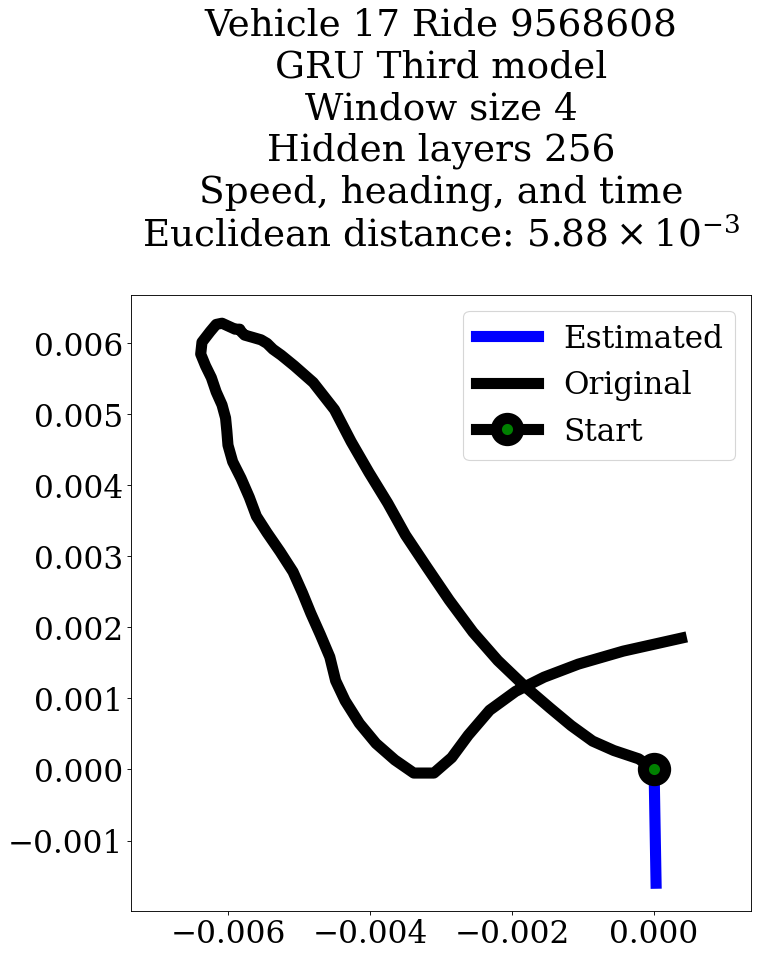 Vehicle 17 Ride 9568608
GRU Third model
Window size 4
Hidden layers 256
Speed, heading, and time
Euclidean distance: 5.88 × 10⁻³
Estimated
Original
Start
0.006
0.005
0.004
0.003
0.002
0.001
0.000
−0.001
−0.006 −0.004 −0.002 0.000